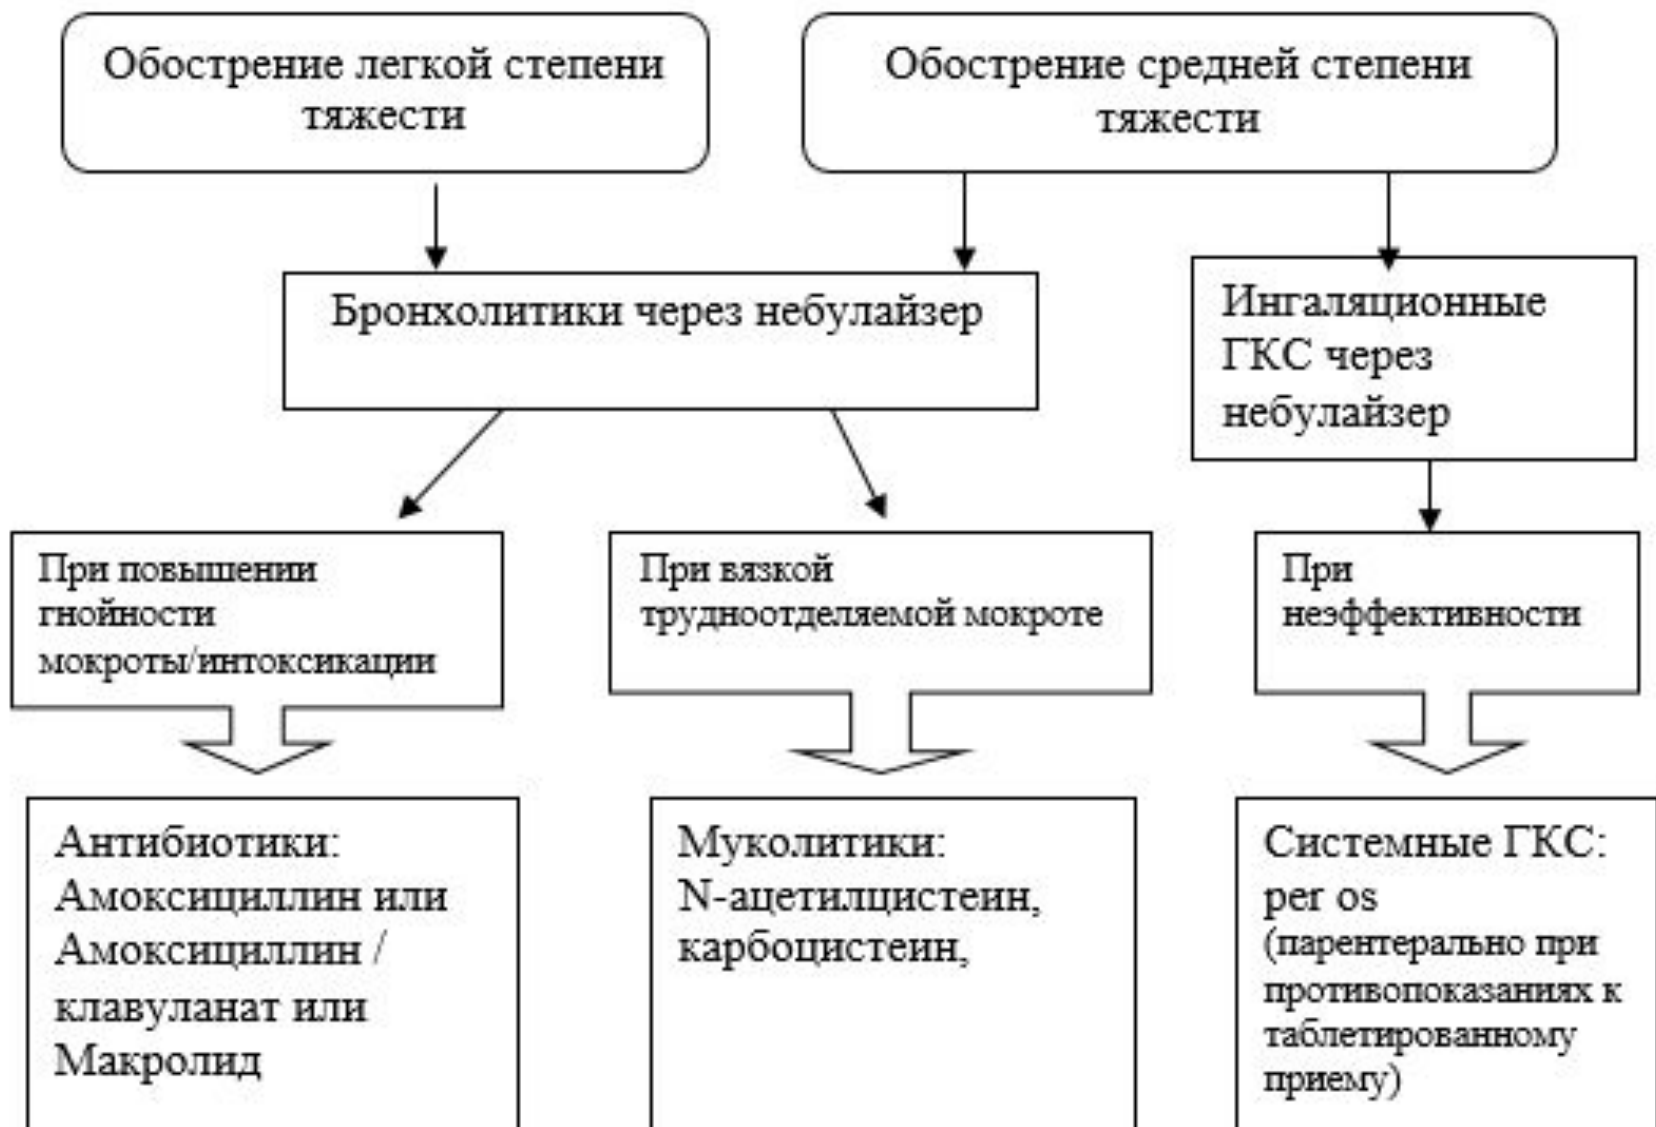 Обострение легкой степени
тяжести
Обострение средней степени
тяжести
Бронхолитики через небулайзер
Ингаляционные
ГКС через
небулайзер
При повышении
гнойности
мокроты/интоксикации
При вязкой
трудноотделяемой мокроте
При
неэффективности
Антибиотики:
Амоксициллин или
Амоксициллин /
клавуланат или
Макролид
Муколитики:
N-ацетилцистеин,
карбоцистеин,
Системные ГКС:
per os
(парентерально при
противопоказаниях к
таблетированному
приему)